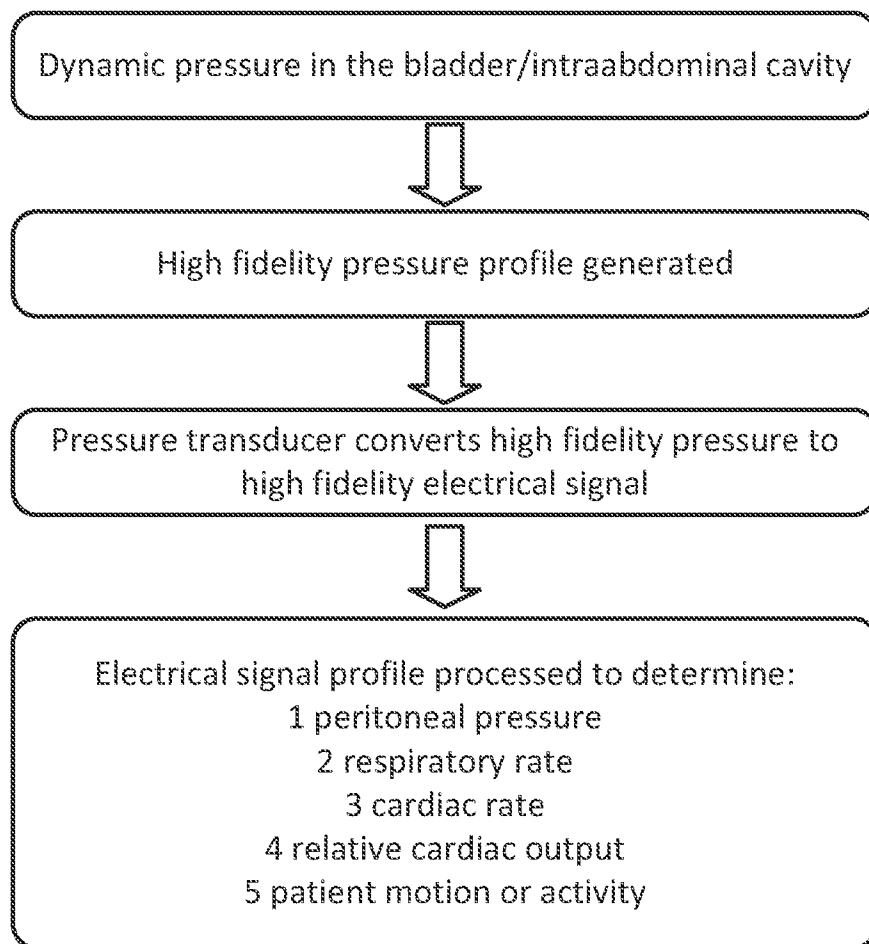 Dynamic pressure in the bladder/intraabdominal cavity
High fidelity pressure profile generated
Pressure transducer converts high fidelity pressure to
high fidelity electrical signal
Electrical signal profile processed to determine:
1 peritoneal pressure
2 respiratory rate
3 cardiac rate
4 relative cardiac output
5 patient motion or activity